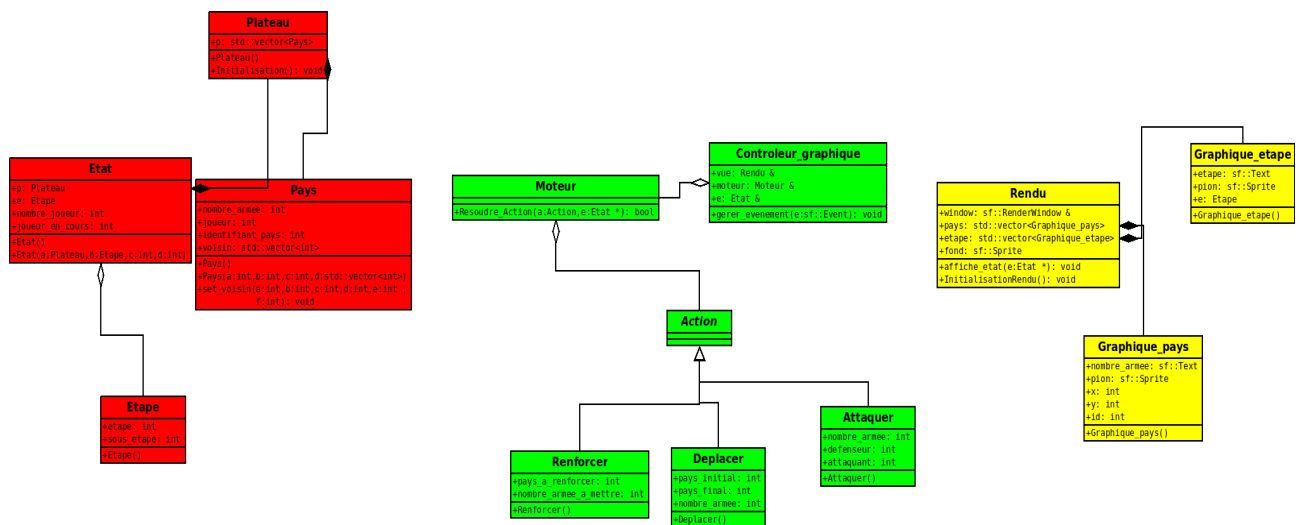 Plateau
+p: std::vector<Pays>
+Plateau()
+Initialisation(): void
Etat
+p: Plateau
+e: Etape
+nombre_joueur: int
+joueur_en_cours: int
+Etat()
+Etat(a:Plateau,b:Etape,c:int,d:int)
Pays
+nombre_armee: int
+joueur: int
+identifiant_pays: int
+voisin: std::vector<int>
+Pays()
+Pays(a:int,b:int,c:int,d:std::vector<int>)
+set_voisin(a:int,b:int,c:int,d:int,e:int ,
f:int): void
Etape
+etape: int
+sous_etape: int
+Etape()
Moteur
+Resoudre_Action(a:Action,e:Etat *): bool
Controleur_graphique
+vue: Rendu &
+moteur: Moteur &
+e: Etat &
+gerer_evenement(e:sf::Event): void
Action
Renforcer
+pays_a_renforcer: int
+nombre_armee_a_mettre: int
+Renforcer()
Deplacer
+pays_initial: int
+pays_final: int
+nombre_armee: int
+Deplacer()
Attaquer
+nombre_armee: int
+defenseur: int
+attaquant: int
+Attaquer()
Rendu
+window: sf::RenderWindow &
+pays: std::vector<Graphique_pays>
+etape: std::vector<Graphique_etape>
+fond: sf::Sprite
+affiche_etat(e:Etat *): void
+InitialisationRendu(): void
Graphique_etape
+etape: sf::Text
+pion: sf::Sprite
+e: Etape
+Graphique_etape()
Graphique_pays
+nombre_armee: sf::Text
+pion: sf::Sprite
+x: int
+y: int
+id: int
+Graphique_pays()